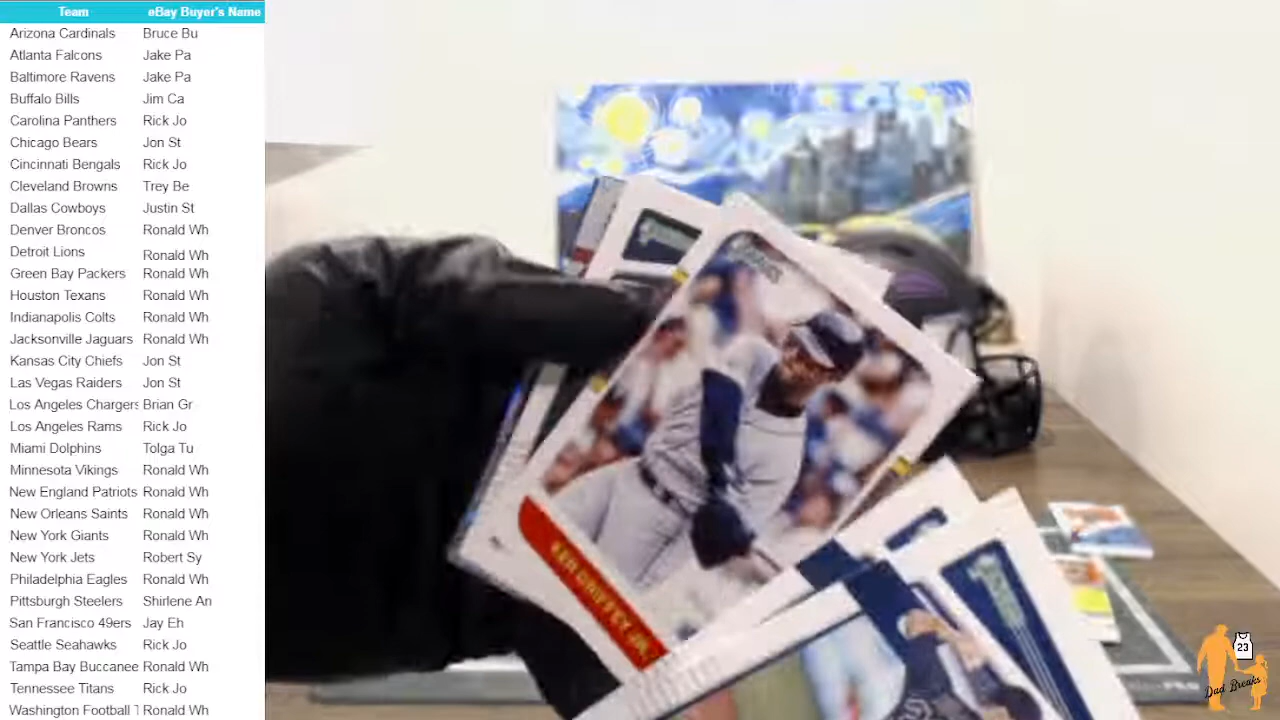 Team eBay Buyer's Name
Arizona Cardinals Bruce Bu
Atlanta Falcons Jake Pa
Baltimore Ravens Jake Pa
Buffalo Bills Jim Ca
Carolina Panthers Rick Jo
Chicago Bears Jon St
Cincinnati Bengals Rick Jo
Cleveland Browns Trey Be
Dallas Cowboys Justin St
Denver Broncos Ronald Wh
Detroit Lions Ronald Wh
Green Bay Packers Ronald Wh
Houston Texans Ronald Wh
Indianapolis Colts Ronald Wh
Jacksonville Jaguars Ronald Wh
Kansas City Chiefs Jon St
Las Vegas Raiders Jon St
Los Angeles Chargers Brian Gr
Los Angeles Rams Rick Jo
Miami Dolphins Tolga Tu
Minnesota Vikings Ronald Wh
New England Patriots Ronald Wh
New Orleans Saints Ronald Wh
New York Giants Ronald Wh
New York Jets Robert Sy
Philadelphia Eagles Ronald Wh
Pittsburgh Steelers Shirlene An
San Francisco 49ers Jay Eh
Seattle Seahawks Rick Jo
Tampa Bay Buccanee Ronald Wh
Tennessee Titans Rick Jo
Washington Football T Ronald Wh
KEN GRIFFEY JR.
23
Dad Breaks